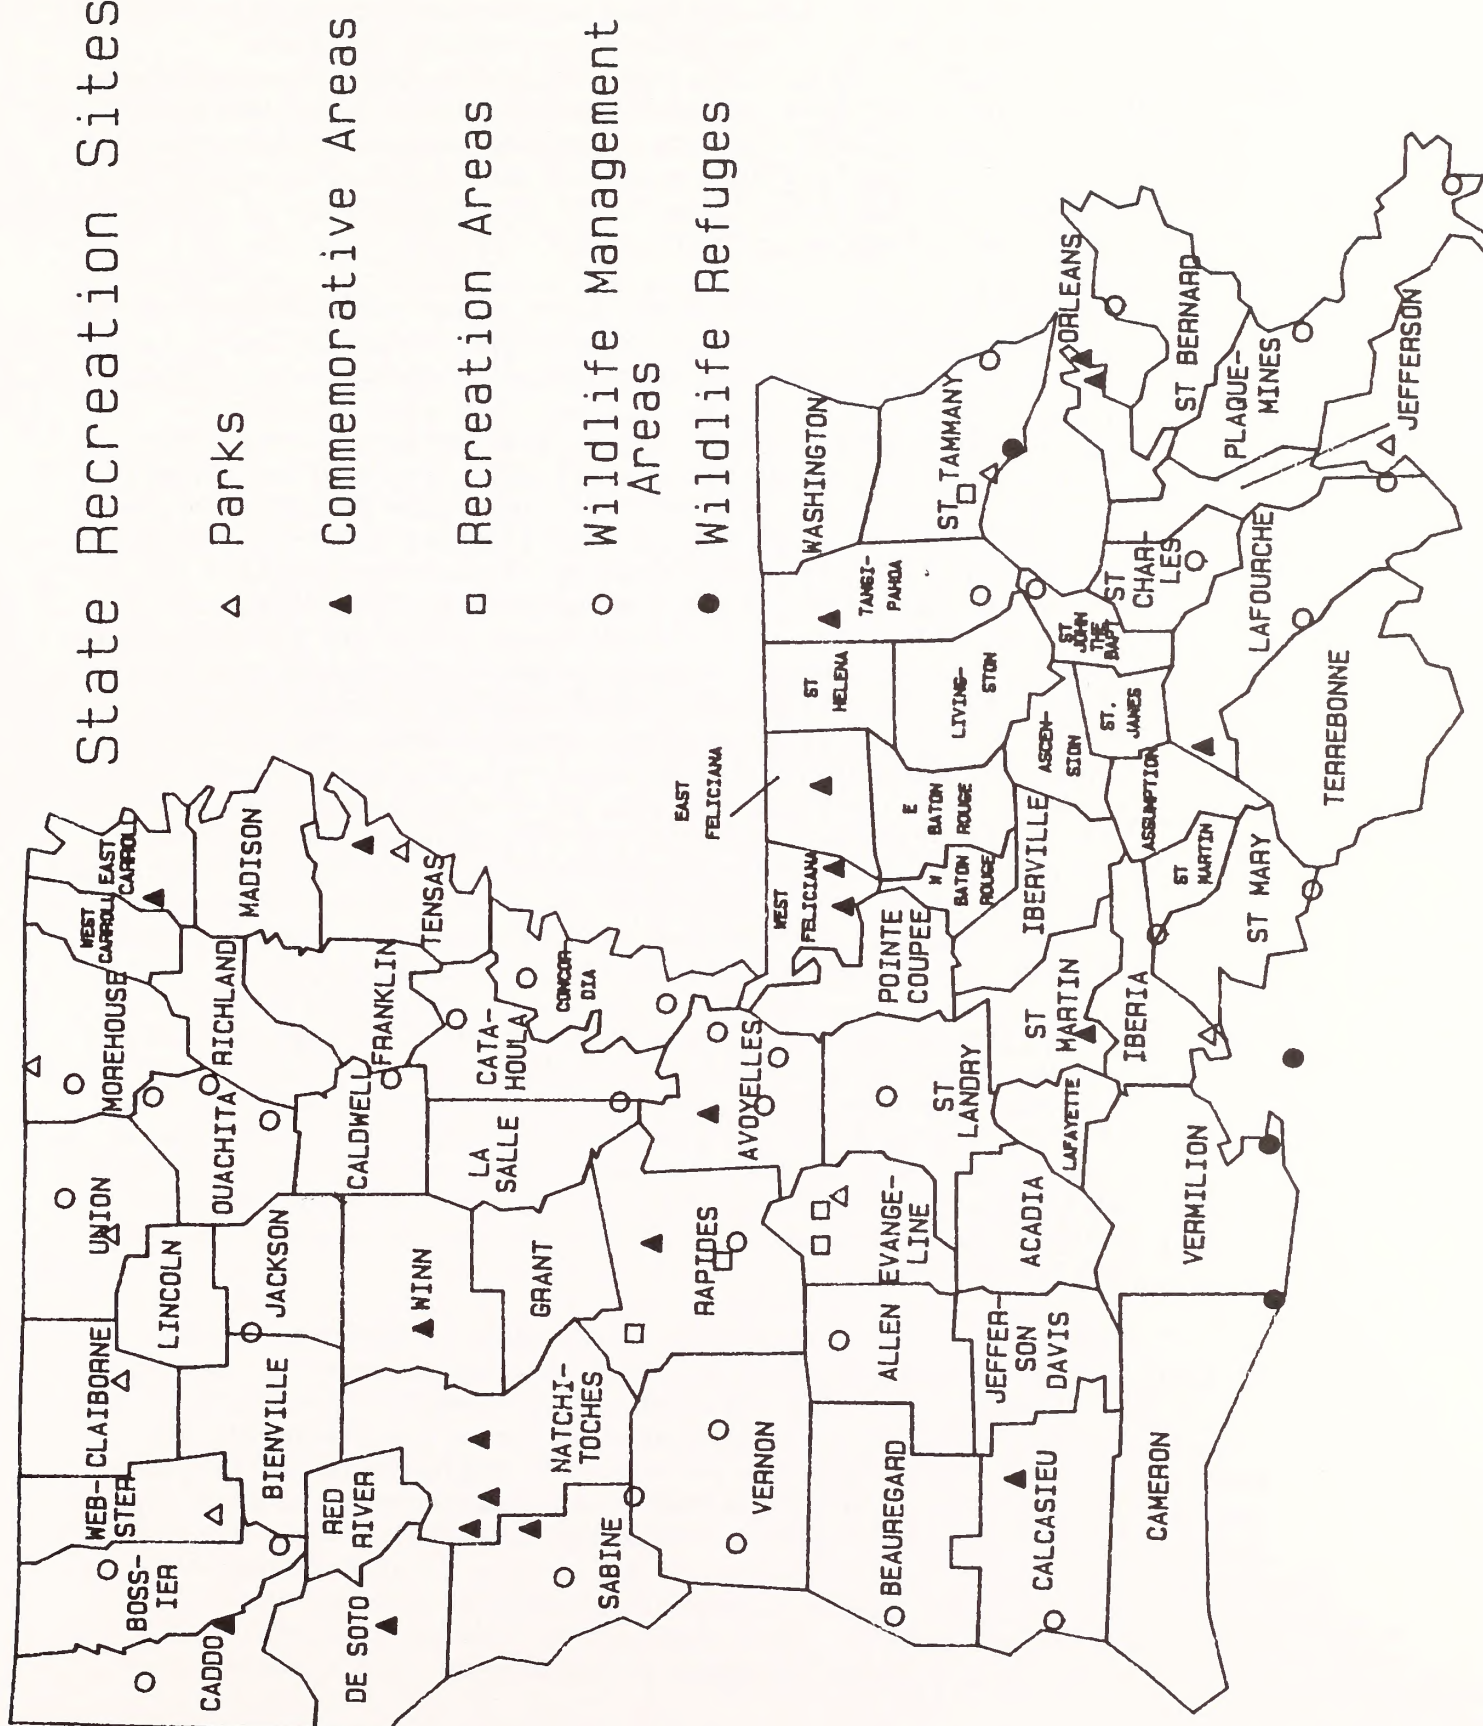 State Recreation Sites
Parks
Commemorative Areas
Recreation Areas
Wildlife Management
Areas
Wildlife Refuges
CADDO
BOSS-
IER
WEB-
STER
CLAIBORNE
UNION
MOREHOUSE
WEST
CARROLL
EAST
CARROLL
LINCOLN
OUACHITA
RICHLAND
MADISON
BIENVILLE
JACKSON
DE SOTO
RED
RIVER
CALDWELL
FRANKLIN
TENSAS
WINN
NATCHI-
TOCHES
GRANT
LA
SALLE
CATA-
HOULA
CONCOR
DIA
SABINE
VERNON
RAPIDES
AVOYELLES
BEAUREGARD
ALLEN
EVANGE-
LINE
ST
LANDRY
POINTE
COUPEE
WEST
FELICIANA
EAST
FELICIANA
ST
HELENA
TANGI-
PAHOA
WASHINGTON
ST TAMMANY
W
BATON
ROUGE
E
BATON
ROUGE
LIVING-
STON
CALCASIEU
JEFFER-
SON
DAVIS
ACADIA
LAFAYETTE
ST
MARTIN
IBERVILLE
ASCEN-
SION
ST.
JAMES
ST
JOHN
THE
BAPT
ST
CHAR-
LES
ORLEANS
ST BERNARD
CAMERON
VERMILION
IBERIA
ST
MARTIN
ASSUMPTION
ST MARY
TERREBONNE
LAFOURCHE
JEFFERSON
PLAQUE-
MINES